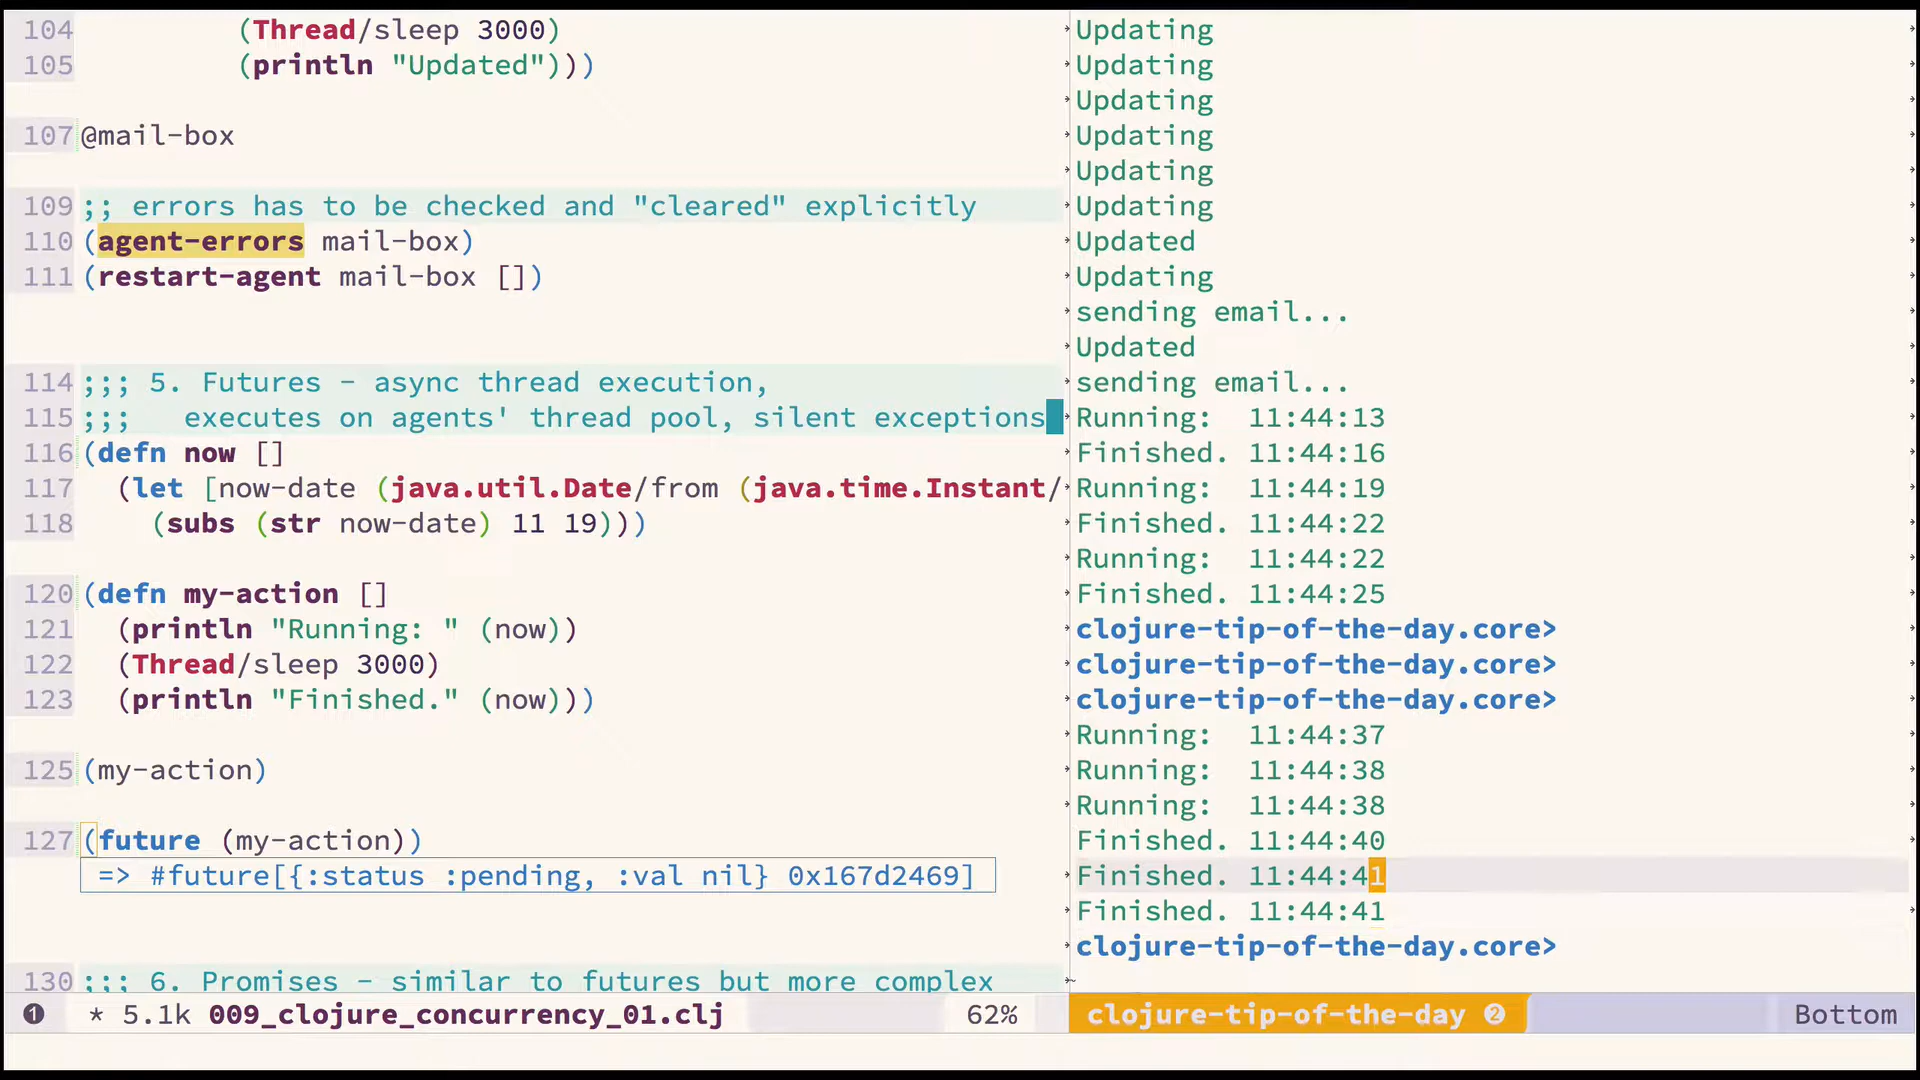 104 (Thread/sleep 3000)
105 (println "Updated")))
107 @mail-box
109 ;; errors has to be checked and "cleared" explicitly
110 (agent-errors mail-box)
111 (restart-agent mail-box [])
114 ;;; 5. Futures - async thread execution,
115 ;;; executes on agents' thread pool, silent exceptions
116 (defn now []
117 (let [now-date (java.util.Date/from (java.time.Instant/
118 (subs (str now-date) 11 19)))
120 (defn my-action []
121 (println "Running: " (now))
122 (Thread/sleep 3000)
123 (println "Finished." (now)))
125 (my-action)
127 (future (my-action))
=> #future[{:status :pending, :val nil} 0x167d2469]
130 ;;; 6. Promises - similar to futures but more complex
❶ * 5.1k 009_clojure_concurrency_01.clj 62%
Updating
Updating
Updating
Updating
Updating
Updating
Updated
Updating
sending email...
Updated
sending email...
Running: 11:44:13
Finished. 11:44:16
Running: 11:44:19
Finished. 11:44:22
Running: 11:44:22
Finished. 11:44:25
clojure-tip-of-the-day.core>
clojure-tip-of-the-day.core>
clojure-tip-of-the-day.core>
Running: 11:44:37
Running: 11:44:38
Running: 11:44:38
Finished. 11:44:40
Finished. 11:44:41
Finished. 11:44:41
clojure-tip-of-the-day.core>
clojure-tip-of-the-day ❷ Bottom